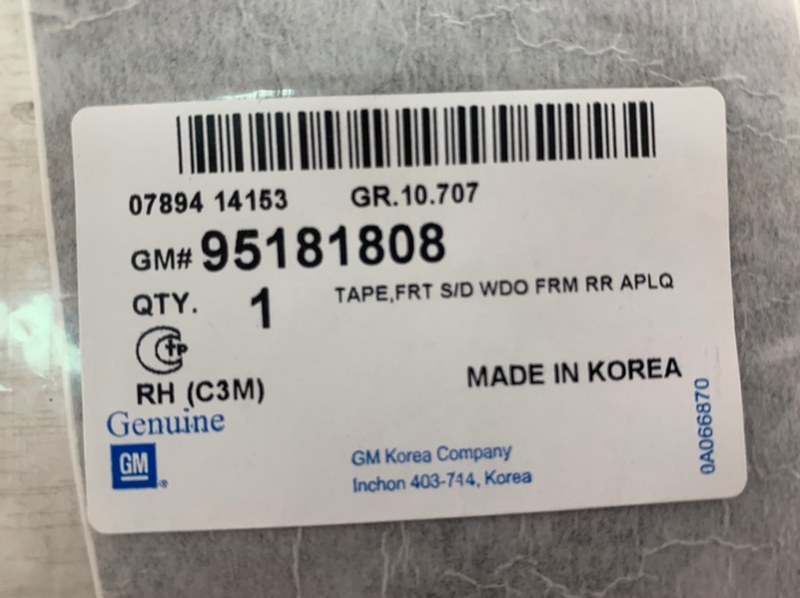 07894 14153 GR.10.707
GM# 95181808
QTY. 1 TAPE,FRT S/D WDO FRM RR APLQ
RH (C3M) MADE IN KOREA
Genuine
GM
GM Korea Company
Inchon 403-714, Korea
0A066870